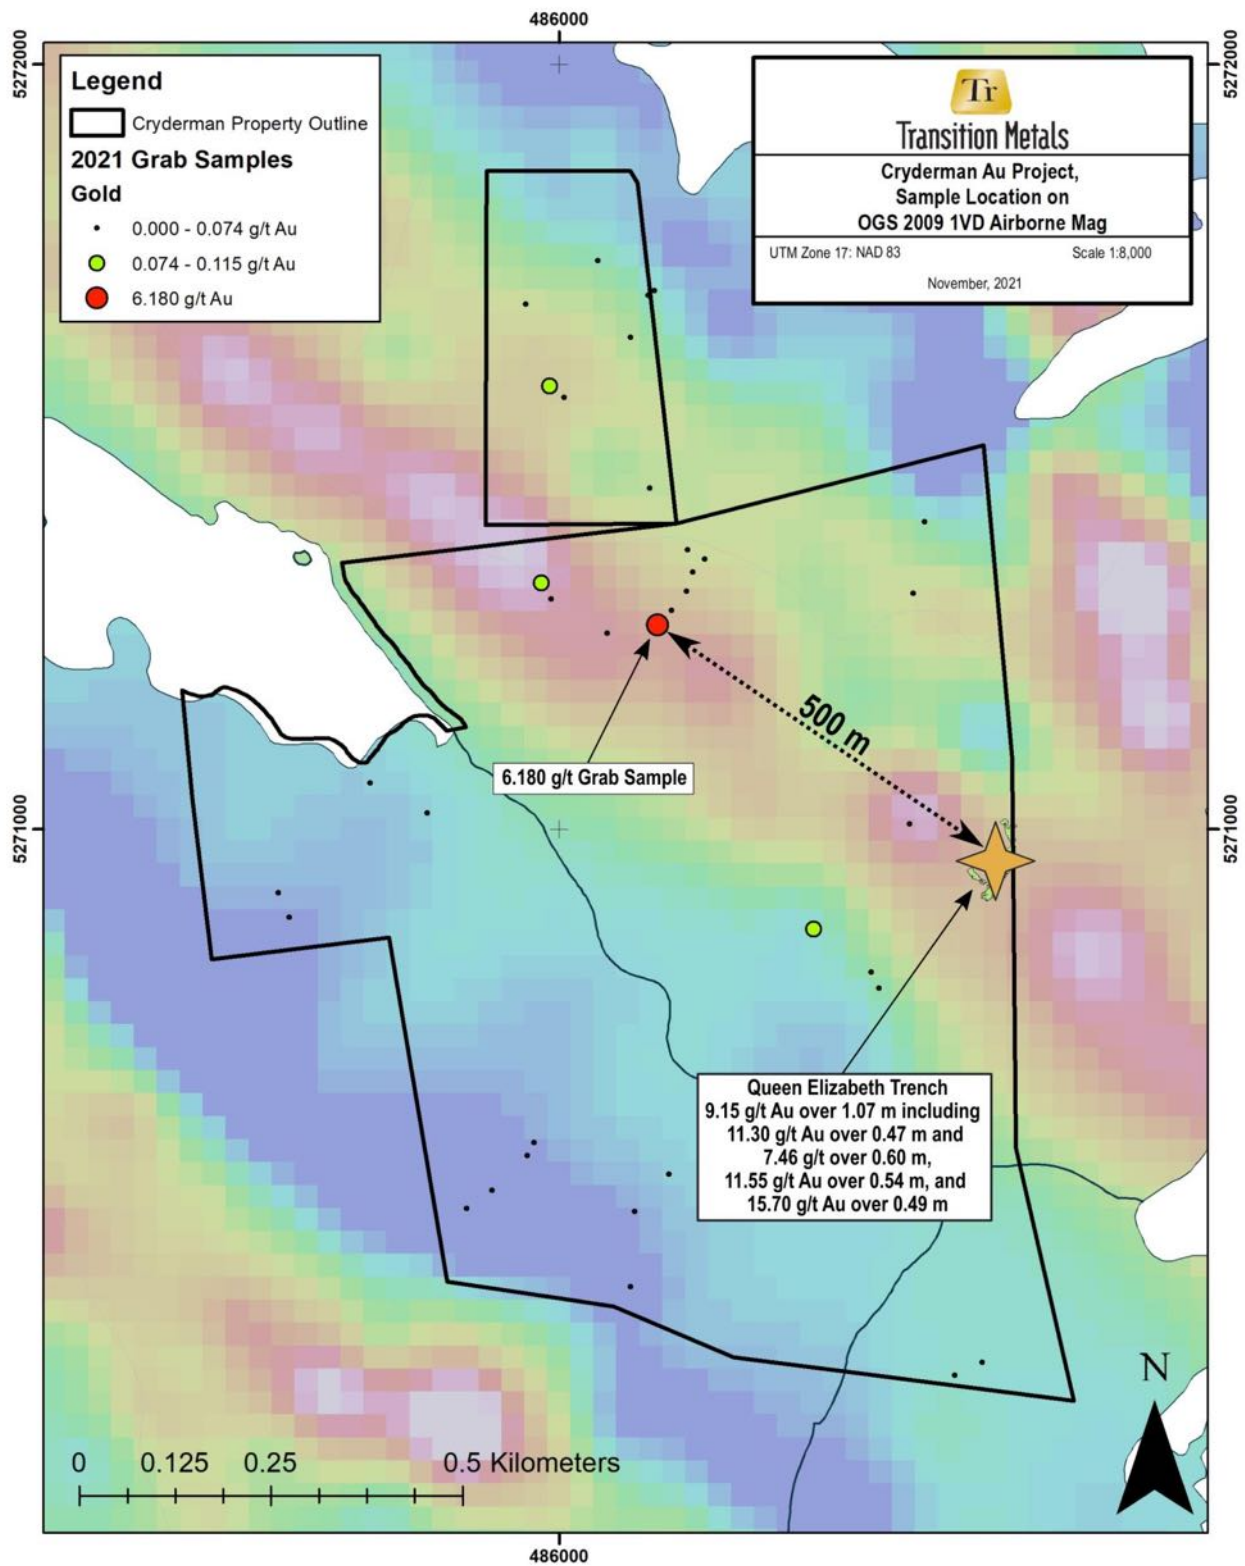 486000
5272000
5272000
Legend
Cryderman Property Outline
2021 Grab Samples
Gold
0.000 - 0.074 g/t Au
0.074 - 0.115 g/t Au
6.180 g/t Au
Tr
Transition Metals
Cryderman Au Project,
Sample Location on
OGS 2009 1VD Airborne Mag
UTM Zone 17: NAD 83
Scale 1:8,000
November, 2021
500 m
6.180 g/t Grab Sample
5271000
5271000
Queen Elizabeth Trench
9.15 g/t Au over 1.07 m including
11.30 g/t Au over 0.47 m and
7.46 g/t over 0.60 m,
11.55 g/t Au over 0.54 m, and
15.70 g/t Au over 0.49 m
N
0 0.125 0.25 0.5 Kilometers
486000